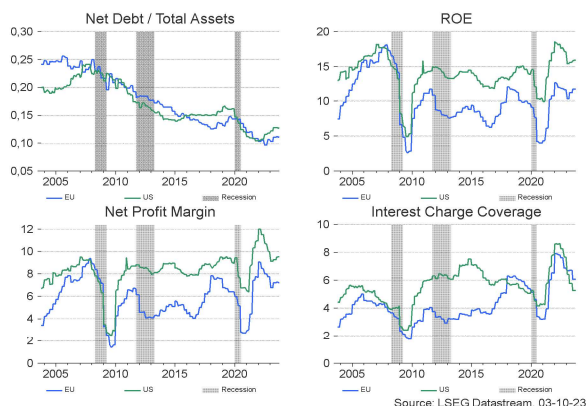 Net Debt / Total Assets
0,30
0,25
0,20
0,15
0,10
0,05
2005 2010 2015 2020
EU US Recession
ROE
20
15
10
5
0
2005 2010 2015 2020
EU US Recession
Net Profit Margin
12
10
8
6
4
2
0
2005 2010 2015 2020
EU US Recession
Interest Charge Coverage
10
8
6
4
2
0
2005 2010 2015 2020
EU US Recession
Source: LSEG Datastream, 03-10-23